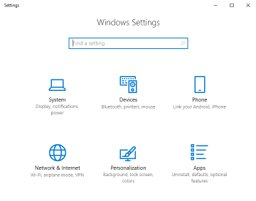 Settings
Windows Settings
Find a setting
System
Display, notifications,
power
Devices
Bluetooth, printers, mouse
Phone
Link your Android, iPhone
Network & Internet
Wi-Fi, airplane mode, VPN
Personalization
Background, lock screen,
colors
Apps
Uninstall, defaults, optional
features